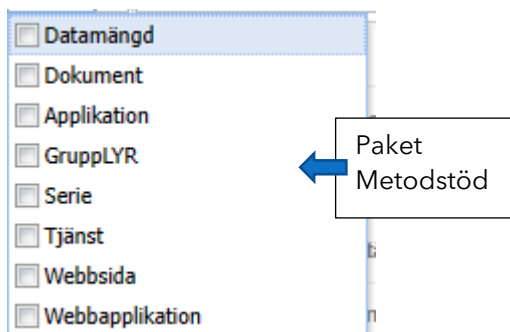 Datamängd
Dokument
Applikation
GruppLYR
Serie
Tjänst
Webbsida
Webbapplikation
Paket
Metodstöd